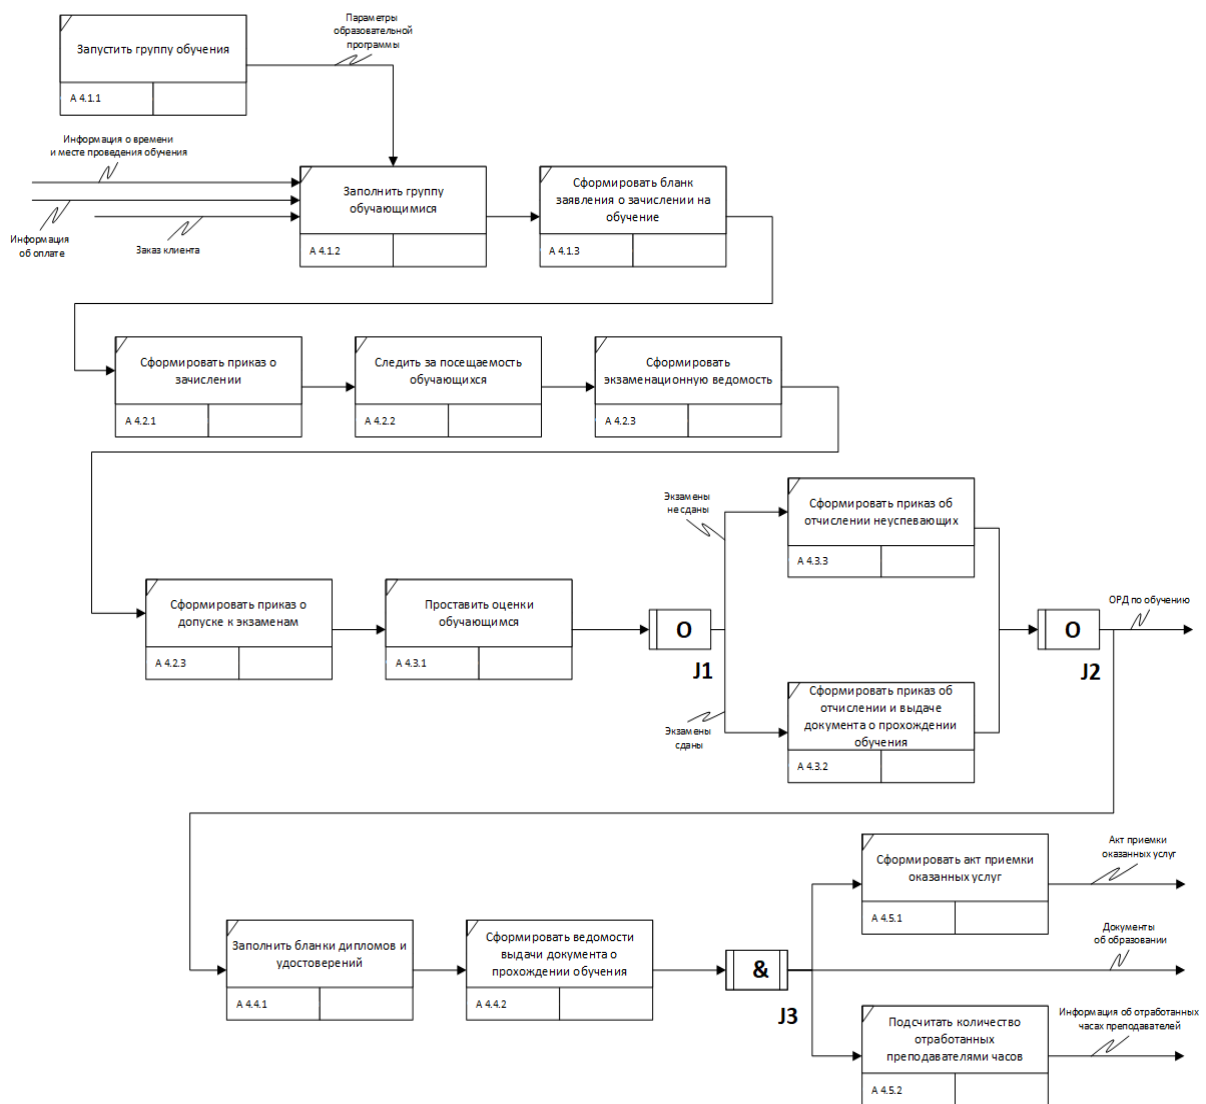 Параметры
образовательной
программы
Запустить группу обучения
А 4.1.1
Информация о времени
и месте проведения обучения
Информация
об оплате
Заказ клиента
Заполнить группу
обучающимися
А 4.1.2
Сформировать бланк
заявления о зачислении на
обучение
А 4.1.3
Сформировать приказ о
зачислении
А 4.2.1
Следить за посещаемость
обучающихся
А 4.2.2
Сформировать
экзаменационную ведомость
А 4.2.3
Сформировать приказ о
допуске к экзаменам
А 4.2.3
Проставить оценки
обучающимся
А 4.3.1
O
J1
Экзамены
не сданы
Экзамены
сданы
Сформировать приказ об
отчислении неуспевающих
А 4.3.3
Сформировать приказ об
отчислении и выдаче
документа о прохождении
обучения
А 4.3.2
O
J2
ОРД по обучению
Заполнить бланки дипломов и
удостоверений
А 4.4.1
Сформировать ведомости
выдачи документа о
прохождении обучения
А 4.4.2
&
J3
Сформировать акт приемки
оказанных услуг
А 4.5.1
Акт приемки
оказанных услуг
Документы
об образовании
Подсчитать количество
отработанных
преподавателями часов
А 4.5.2
Информация об отработанных
часах преподавателей